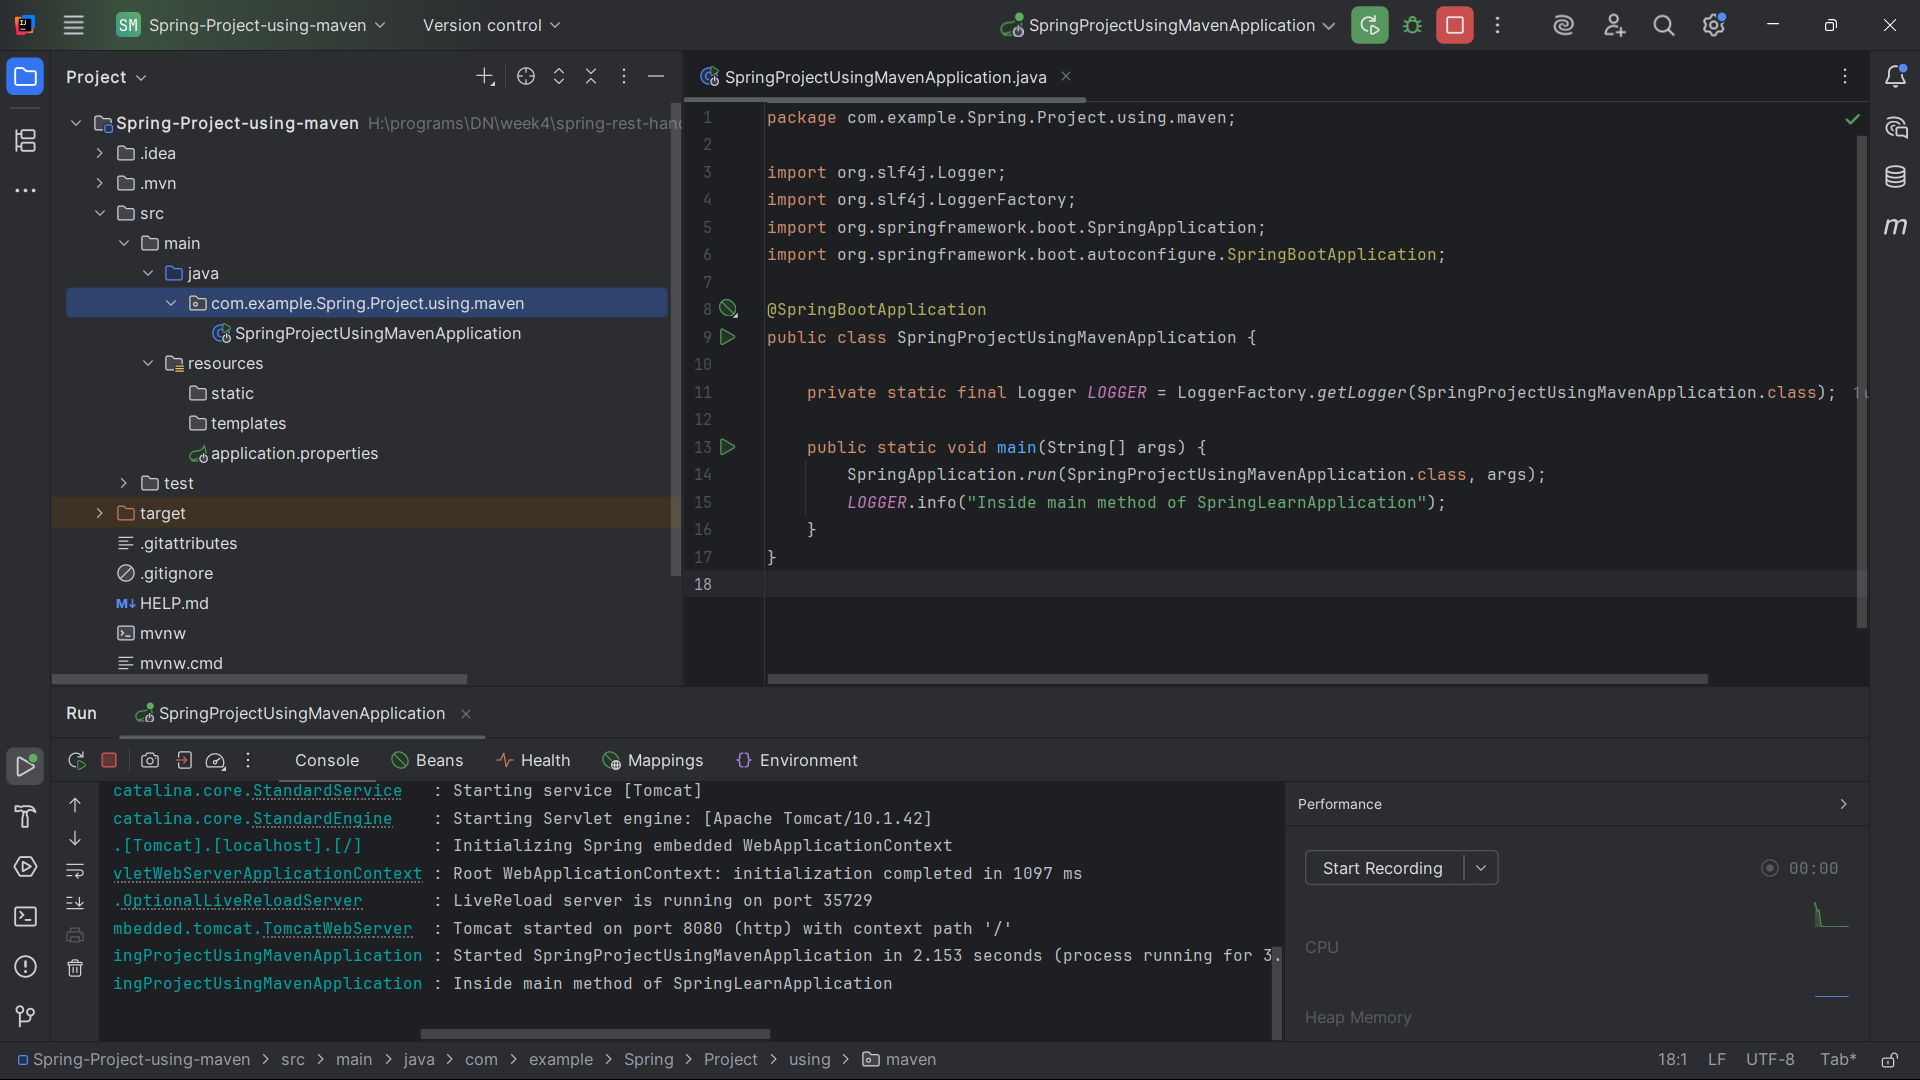 SM Spring-Project-using-maven Version control SpringProjectUsingMavenApplication
Project
SpringProjectUsingMavenApplication.java
Spring-Project-using-maven H:\programs\DN\week4\spring-rest-hand
.idea
.mvn
src
main
java
com.example.Spring.Project.using.maven
SpringProjectUsingMavenApplication
resources
static
templates
application.properties
test
target
.gitattributes
.gitignore
M↓ HELP.md
mvnw
mvnw.cmd
1 package com.example.Spring.Project.using.maven;
2
3 import org.slf4j.Logger;
4 import org.slf4j.LoggerFactory;
5 import org.springframework.boot.SpringApplication;
6 import org.springframework.boot.autoconfigure.SpringBootApplication;
7
8 @SpringBootApplication
9 public class SpringProjectUsingMavenApplication {
10
11 private static final Logger LOGGER = LoggerFactory.getLogger(SpringProjectUsingMavenApplication.class);
12
13 public static void main(String[] args) {
14 SpringApplication.run(SpringProjectUsingMavenApplication.class, args);
15 LOGGER.info("Inside main method of SpringLearnApplication");
16 }
17 }
18
m
Run SpringProjectUsingMavenApplication
Console Beans Health Mappings Environment
catalina.core.StandardService : Starting service [Tomcat]
catalina.core.StandardEngine : Starting Servlet engine: [Apache Tomcat/10.1.42]
.[Tomcat].[localhost].[/] : Initializing Spring embedded WebApplicationContext
vletWebServerApplicationContext : Root WebApplicationContext: initialization completed in 1097 ms
.OptionalLiveReloadServer : LiveReload server is running on port 35729
mbedded.tomcat.TomcatWebServer : Tomcat started on port 8080 (http) with context path '/'
ingProjectUsingMavenApplication : Started SpringProjectUsingMavenApplication in 2.153 seconds (process running for 3.
ingProjectUsingMavenApplication : Inside main method of SpringLearnApplication
Performance
Start Recording 00:00
CPU
Heap Memory
Spring-Project-using-maven > src > main > java > com > example > Spring > Project > using > maven 18:1 LF UTF-8 Tab*